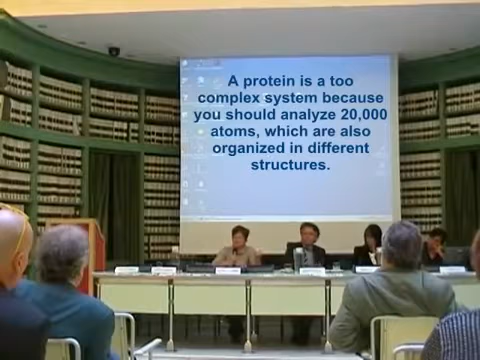 A protein is a too
complex system because
you should analyze 20,000
atoms, which are also
organized in different
structures.